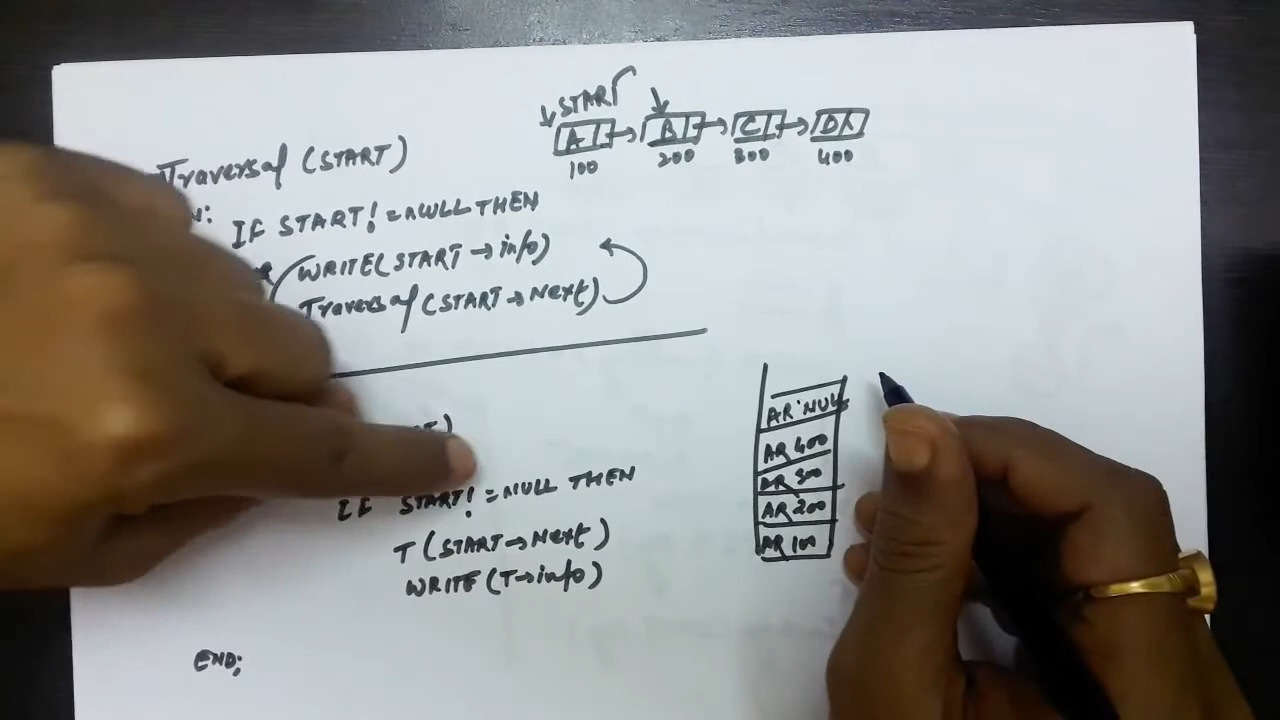 START
A B C D
100 200 300 400
Traversal (START)
N:
IF START! = NULL THEN
WRITE(START → info)
Traversal (START → Next)
T)
IF START! = NULL THEN
T (START → Next)
WRITE (T → info)
END;
AR NULL
AR 400
AR 300
AR 200
AR 100